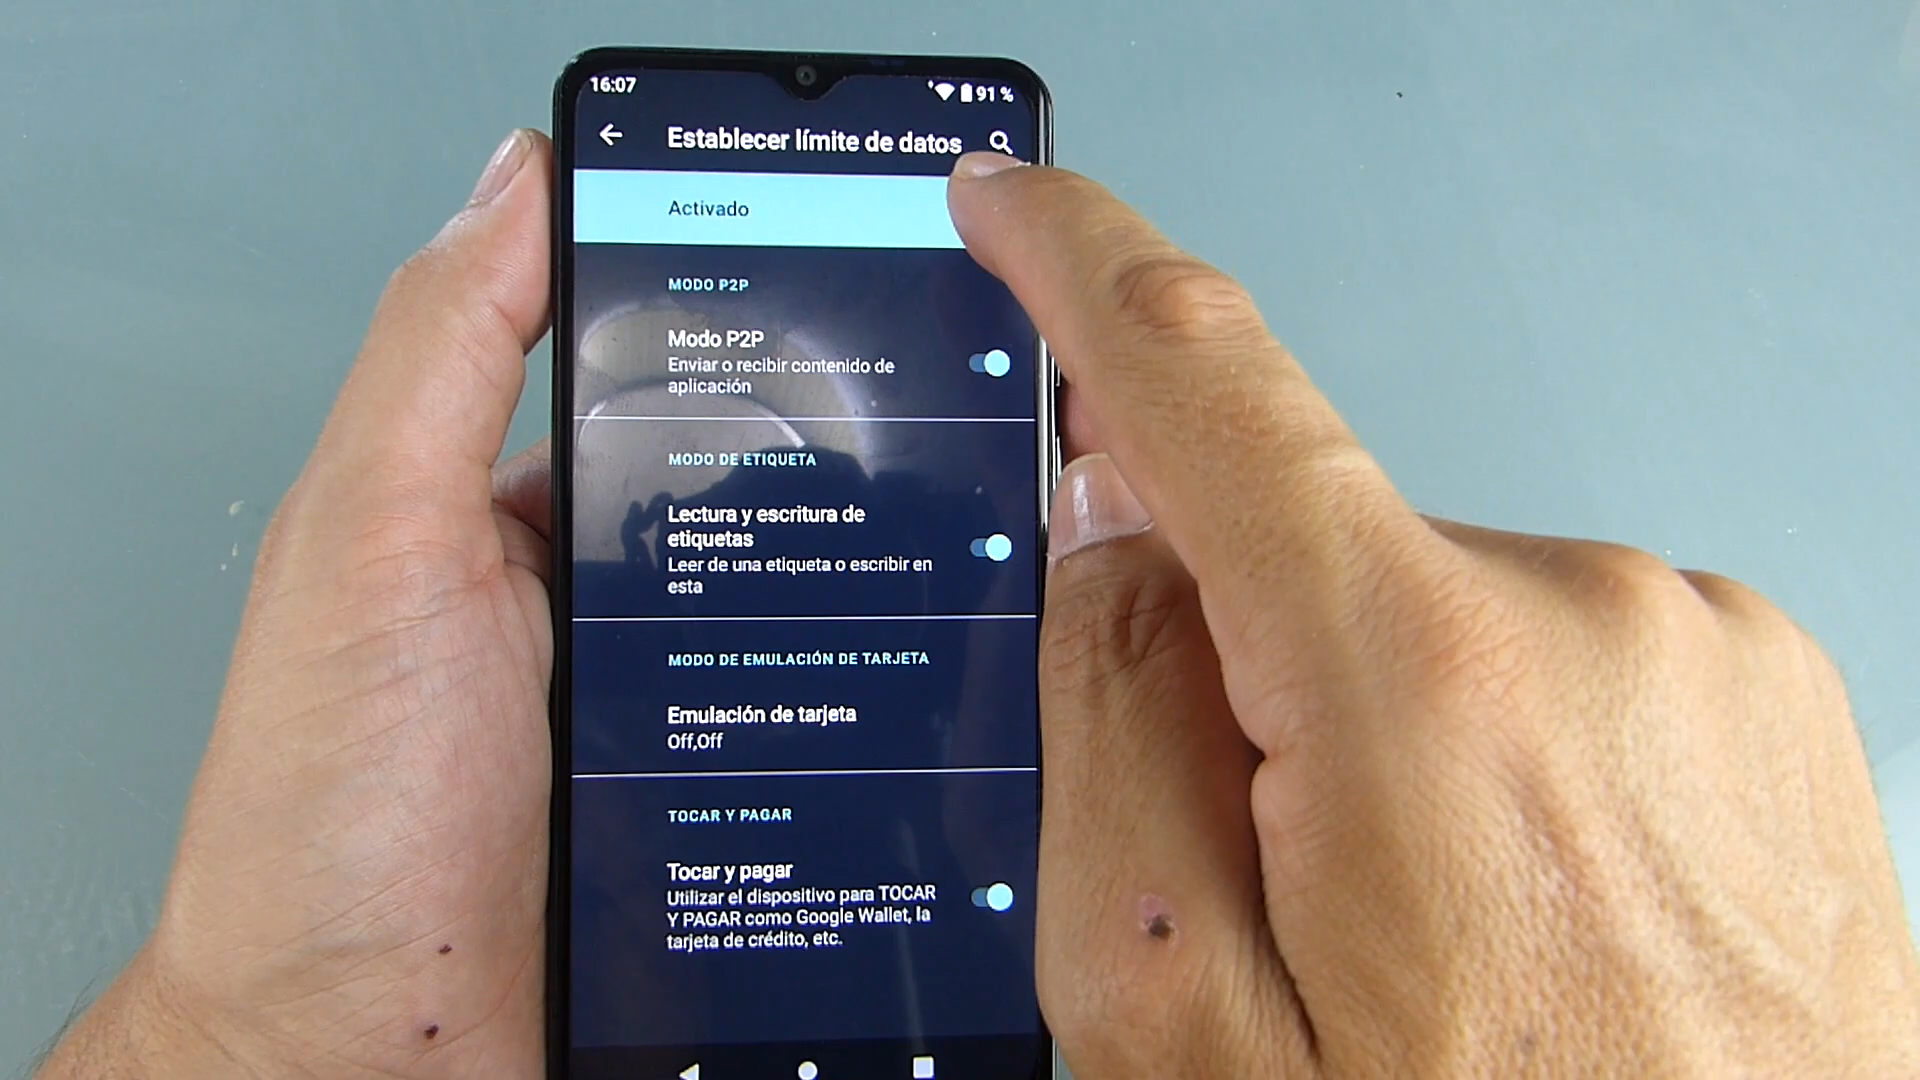 16:07
91 %
Establecer límite de datos
Activado
MODO P2P
Modo P2P
Enviar o recibir contenido de
aplicación
MODO DE ETIQUETA
Lectura y escritura de
etiquetas
Leer de una etiqueta o escribir en
esta
MODO DE EMULACIÓN DE TARJETA
Emulación de tarjeta
Off,Off
TOCAR Y PAGAR
Tocar y pagar
Utilizar el dispositivo para TOCAR
Y PAGAR como Google Wallet, la
tarjeta de crédito, etc.